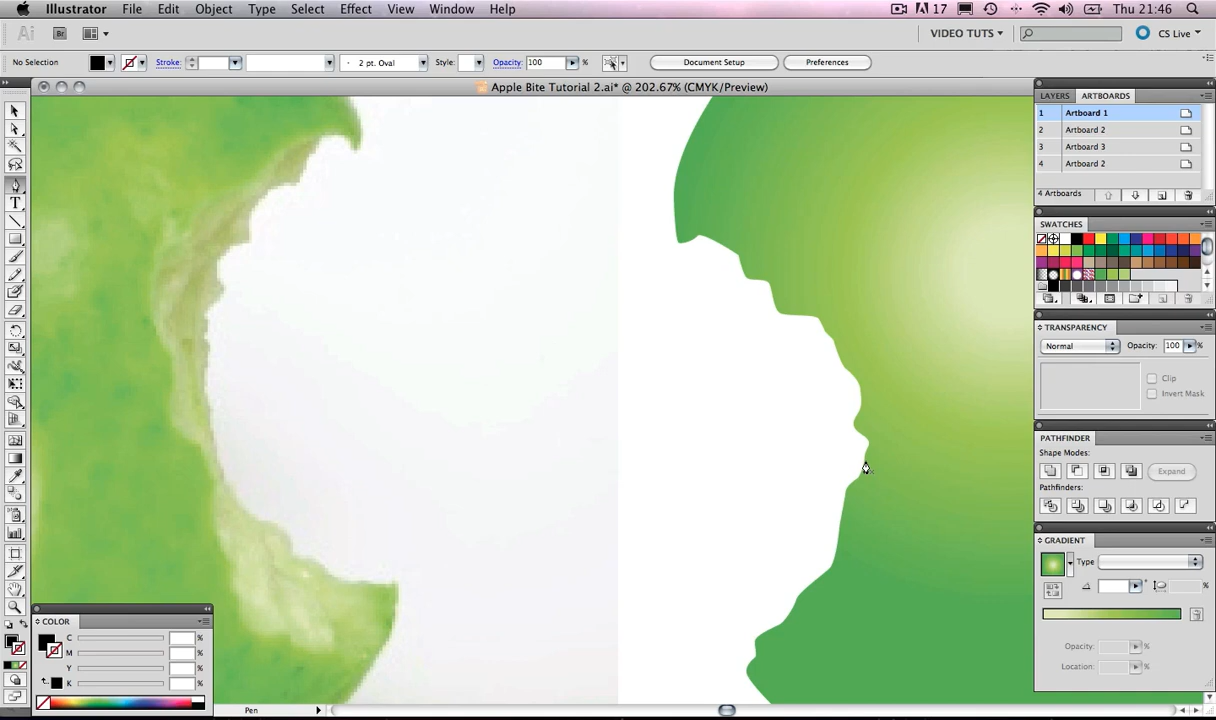 Illustrator File Edit Object Type Select Effect View Window Help
17 Thu 21:46
Ai Br VIDEO TUTS CS Live
No Selection Stroke: 2 pt. Oval Style: Opacity: 100 % Document Setup Preferences
Apple Bite Tutorial 2.ai* @ 202.67% (CMYK/Preview)
LAYERS ARTBOARDS
1 Artboard 1
2 Artboard 2
3 Artboard 3
4 Artboard 2
4 Artboards
SWATCHES
TRANSPARENCY
Normal Opacity: 100 %
Clip
Invert Mask
PATHFINDER
Shape Modes:
Expand
Pathfinders:
GRADIENT
Type
%
Opacity: %
Location: %
COLOR
C %
M %
Y %
K %
Pen